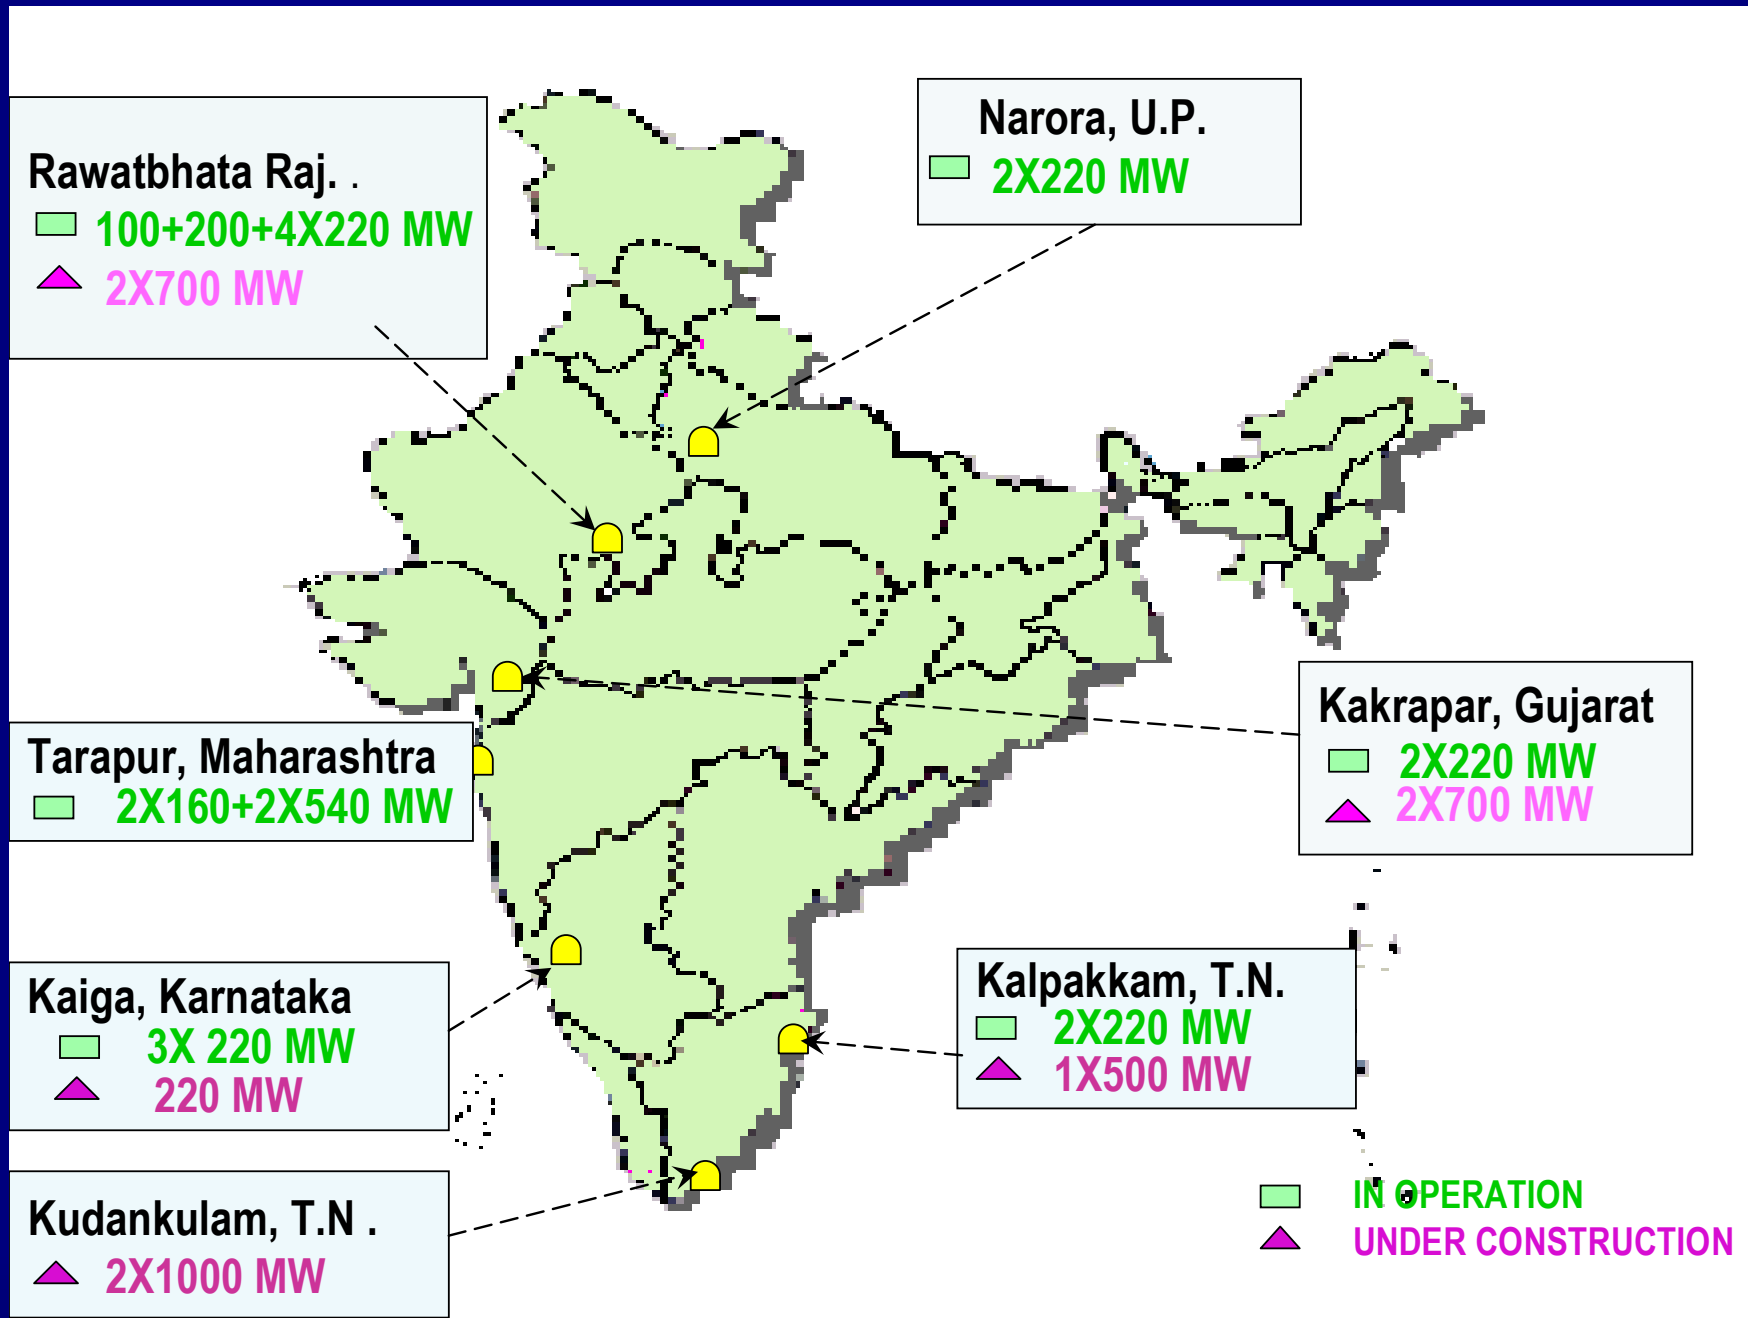 Narora, U.P.
2X220 MW
Rawatbhata Raj. .
100+200+4X220 MW
2X700 MW
Kakrapar, Gujarat
2X220 MW
2X700 MW
Tarapur, Maharashtra
2X160+2X540 MW
Kaiga, Karnataka
3X 220 MW
220 MW
Kalpakkam, T.N.
2X220 MW
1X500 MW
Kudankulam, T.N .
2X1000 MW
IN OPERATION
UNDER CONSTRUCTION